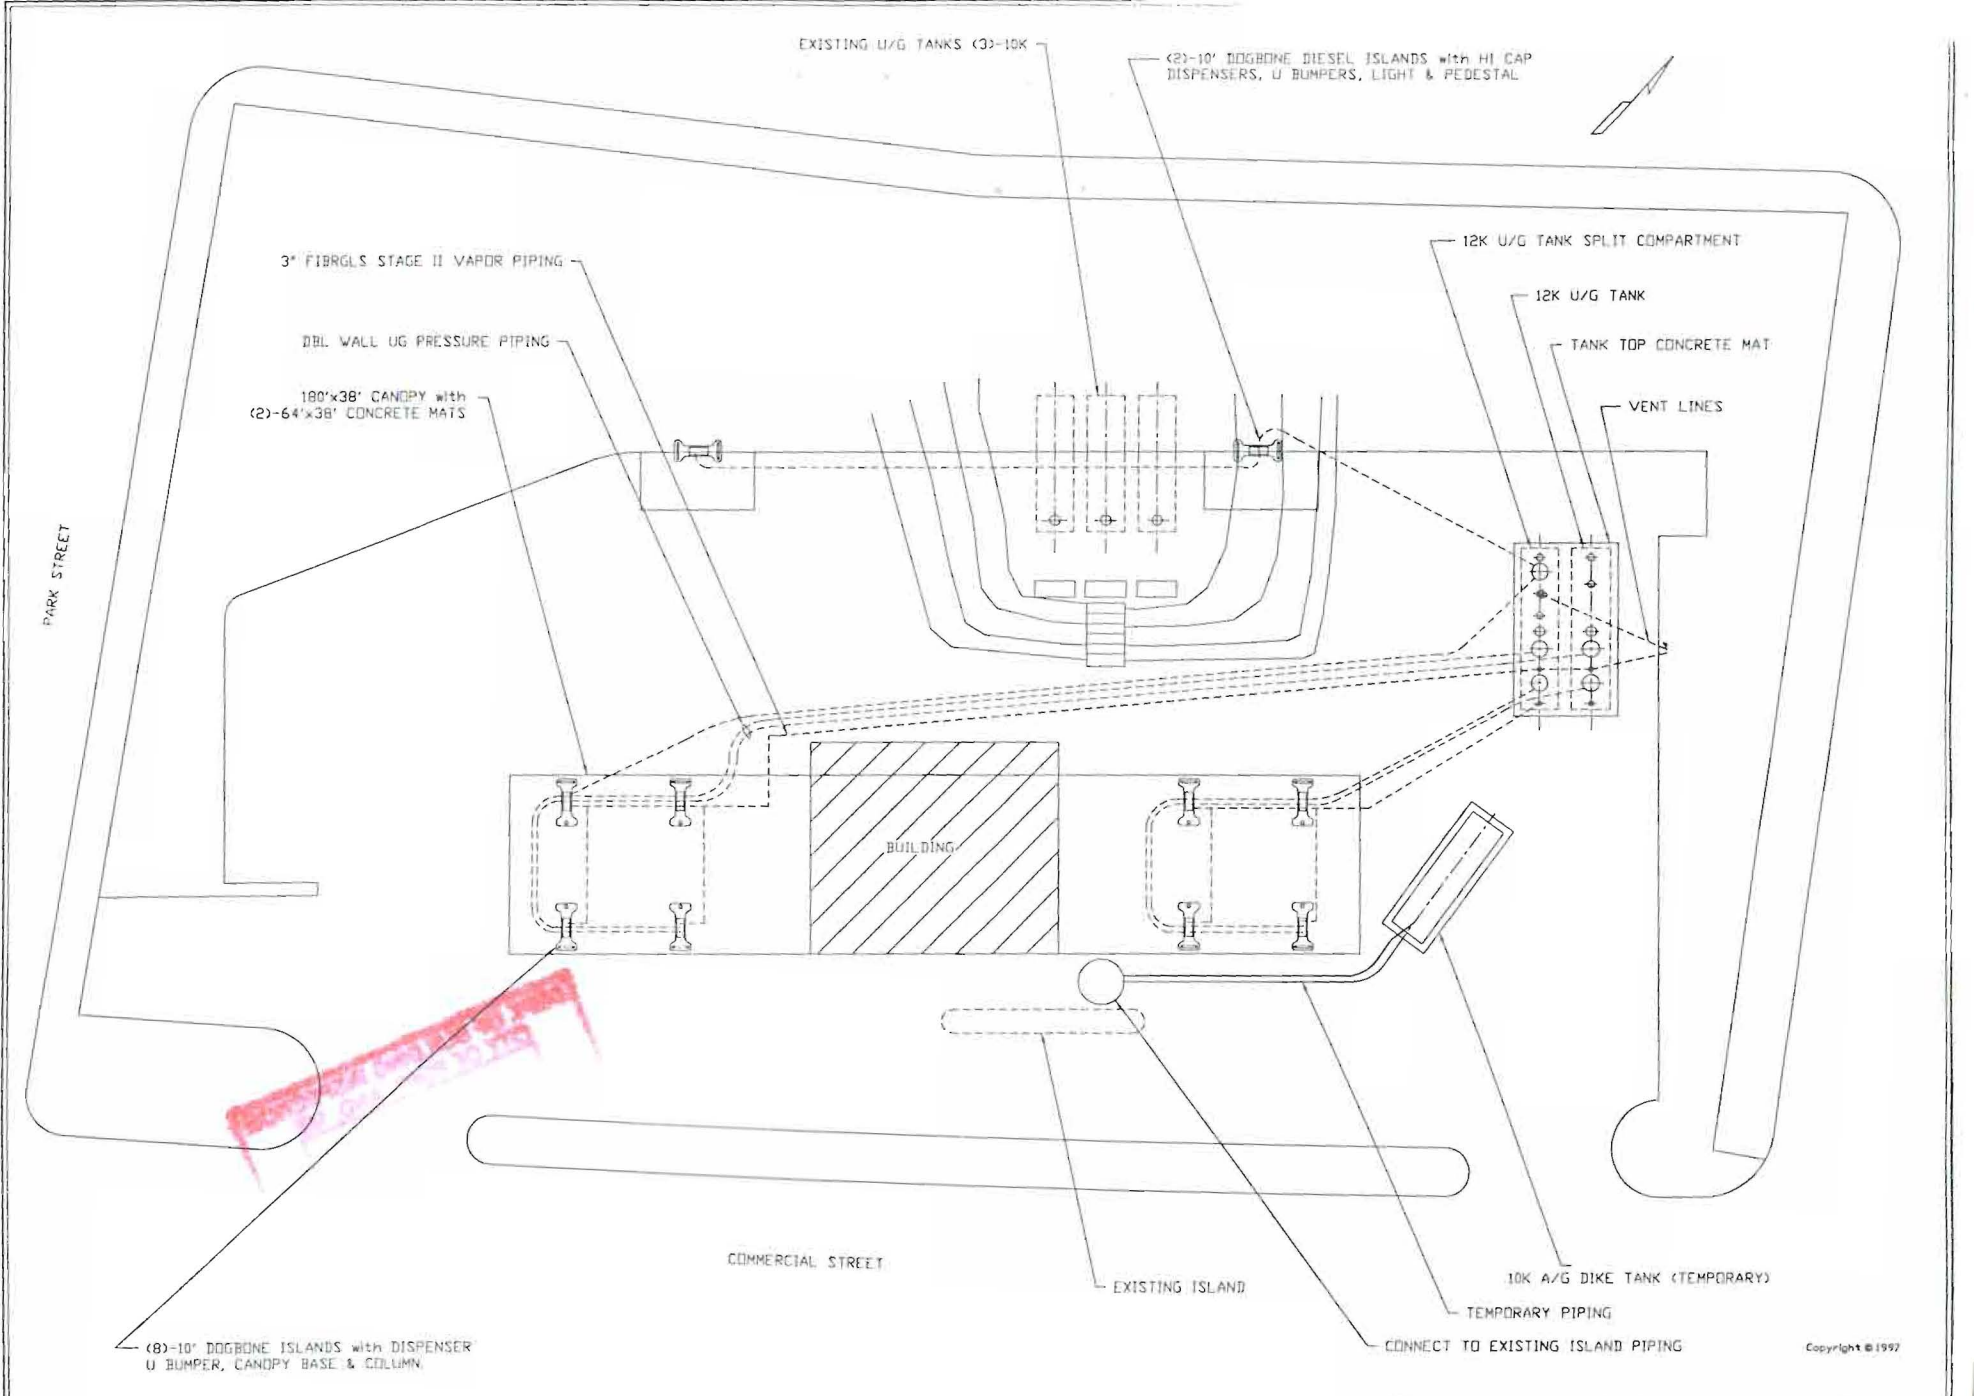 EXISTING U/G TANKS (3)-10K
(2)-10' DOGBONE DIESEL ISLANDS with HI CAP
DISPENSERS, U BUMPERS, LIGHT & PEDESTAL
12K U/G TANK SPLIT COMPARTMENT
3" FIBRGLS STAGE II VAPOR PIPING
12K U/G TANK
DBL WALL UG PRESSURE PIPING
TANK TOP CONCRETE MAT
180'x38' CANOPY with
(2)-64'x38' CONCRETE MATS
VENT LINES
PARK STREET
BUILDING
COMMERCIAL STREET
EXISTING ISLAND
10K A/G DIKE TANK (TEMPORARY)
TEMPORARY PIPING
CONNECT TO EXISTING ISLAND PIPING
(8)-10' DOGBONE ISLANDS with DISPENSER
U BUMPER, CANOPY BASE & COLUMN.
Copyright © 1997